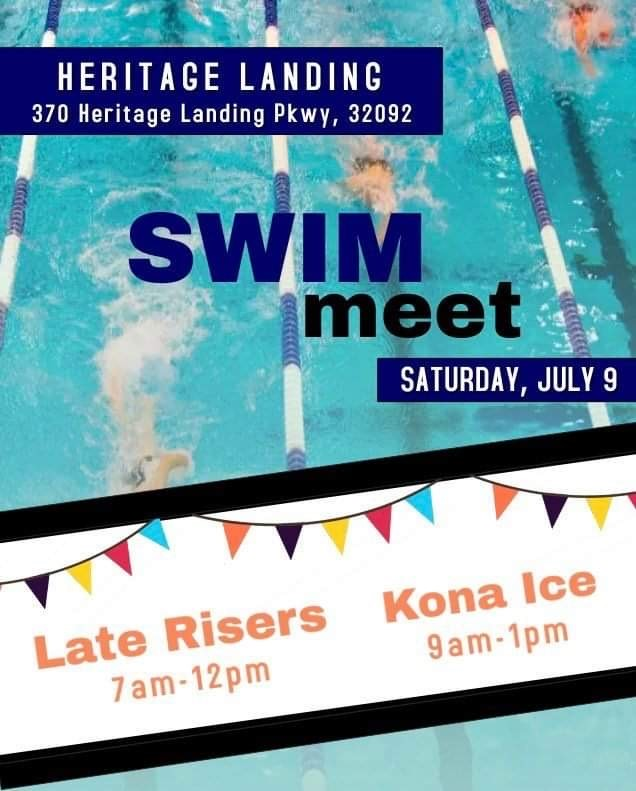 HERITAGE LANDING
370 Heritage Landing Pkwy, 32092
SWIM
meet
SATURDAY, JULY 9
Late Risers
7am-12pm
Kona Ice
9am-1pm